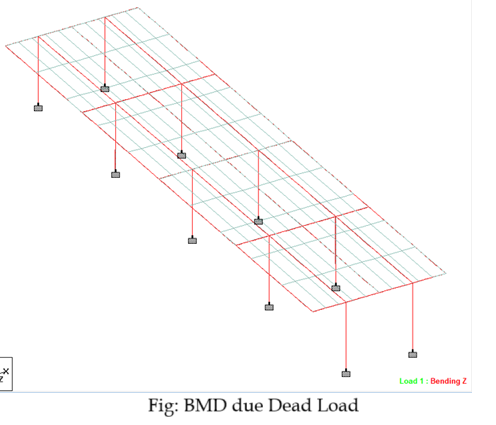 X
Z
Load 1 : Bending Z
Fig: BMD due Dead Load